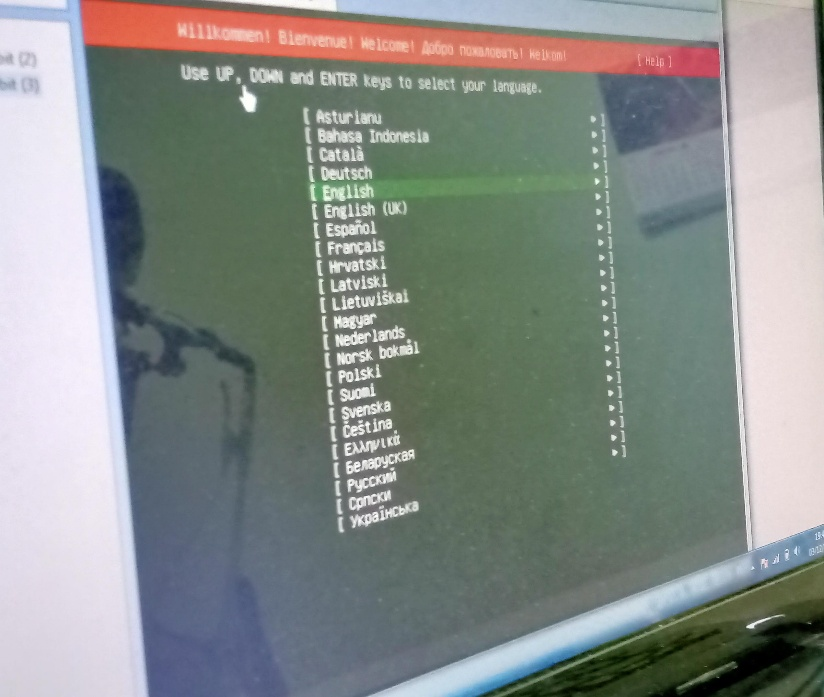 bit (2)
bit (3)
Willkommen! Bienvenue! Welcome! Добро пожаловать! Welkom!
[ Help ]
Use UP, DOWN and ENTER keys to select your language.
[ Asturianu ▸ ]
[ Bahasa Indonesia ▸ ]
[ Català ▸ ]
[ Deutsch ▸ ]
[ English ▸ ]
[ English (UK) ▸ ]
[ Español ▸ ]
[ Français ▸ ]
[ Hrvatski ▸ ]
[ Latviski ▸ ]
[ Lietuviškai ▸ ]
[ Magyar ▸ ]
[ Nederlands ▸ ]
[ Norsk bokmål ▸ ]
[ Polski ▸ ]
[ Suomi ▸ ]
[ Svenska ▸ ]
[ Čeština ▸ ]
[ Ελληνικά ▸ ]
[ Беларуская ▸ ]
[ Русский ▸ ]
[ Српски ▸ ]
[ Українська ▸ ]